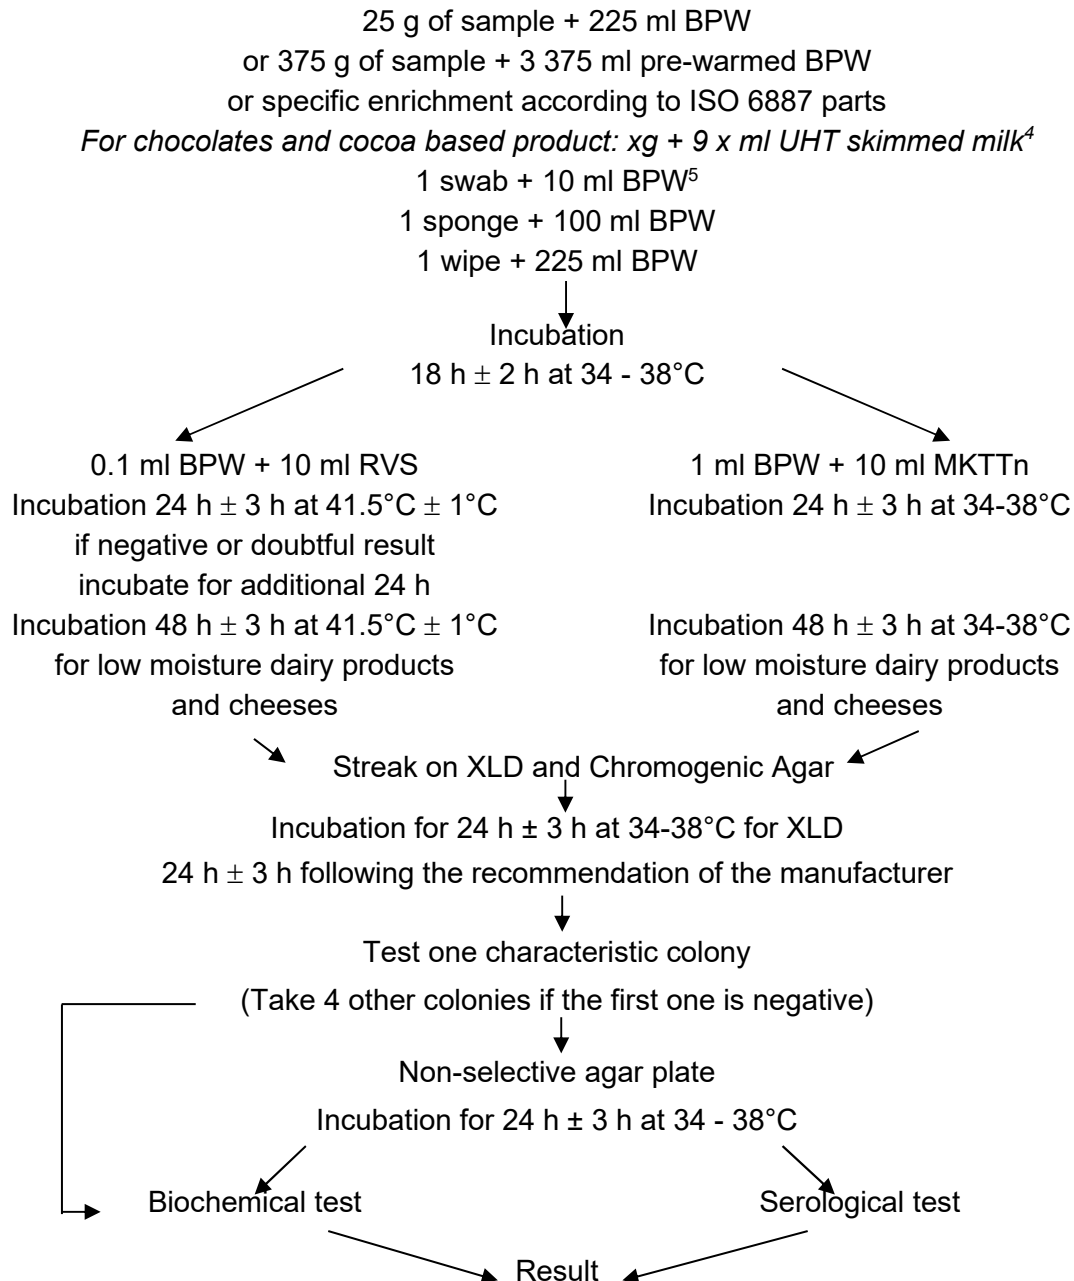 25 g of sample + 225 ml BPW
or 375 g of sample + 3 375 ml pre-warmed BPW
or specific enrichment according to ISO 6887 parts
For chocolates and cocoa based product: xg + 9 x ml UHT skimmed milk⁴
1 swab + 10 ml BPW⁵
1 sponge + 100 ml BPW
1 wipe + 225 ml BPW
Incubation
18 h ± 2 h at 34 - 38°C
0.1 ml BPW + 10 ml RVS
Incubation 24 h ± 3 h at 41.5°C ± 1°C
if negative or doubtful result
incubate for additional 24 h
Incubation 48 h ± 3 h at 41.5°C ± 1°C
for low moisture dairy products
and cheeses
1 ml BPW + 10 ml MKTTn
Incubation 24 h ± 3 h at 34-38°C
Incubation 48 h ± 3 h at 34-38°C
for low moisture dairy products
and cheeses
Streak on XLD and Chromogenic Agar
Incubation for 24 h ± 3 h at 34-38°C for XLD
24 h ± 3 h following the recommendation of the manufacturer
Test one characteristic colony
(Take 4 other colonies if the first one is negative)
Non-selective agar plate
Incubation for 24 h ± 3 h at 34 - 38°C
Biochemical test
Serological test
Result